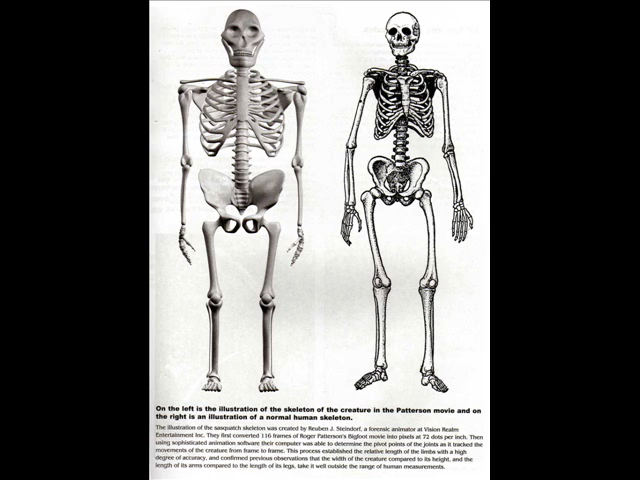 On the left is the illustration of the skeleton of the creature in the Patterson movie and on
the right is an illustration of a normal human skeleton.
The illustration of the sasquatch skeleton was created by Reuben J. Steindorf, a forensic animator at Vision Realm
Entertainment Inc. They first converted 116 frames of Roger Patterson's Bigfoot movie into pixels at 72 dots per inch. Then
using sophisticated animation software their computer was able to determine the pivot points of the joints as it tracked the
movements of the creature from frame to frame. This process established the relative length of the limbs with a high
degree of accuracy, and confirmed previous observations that the width of the creature compared to its height, and the
length of its arms compared to the length of its legs, take it well outside the range of human measurements.